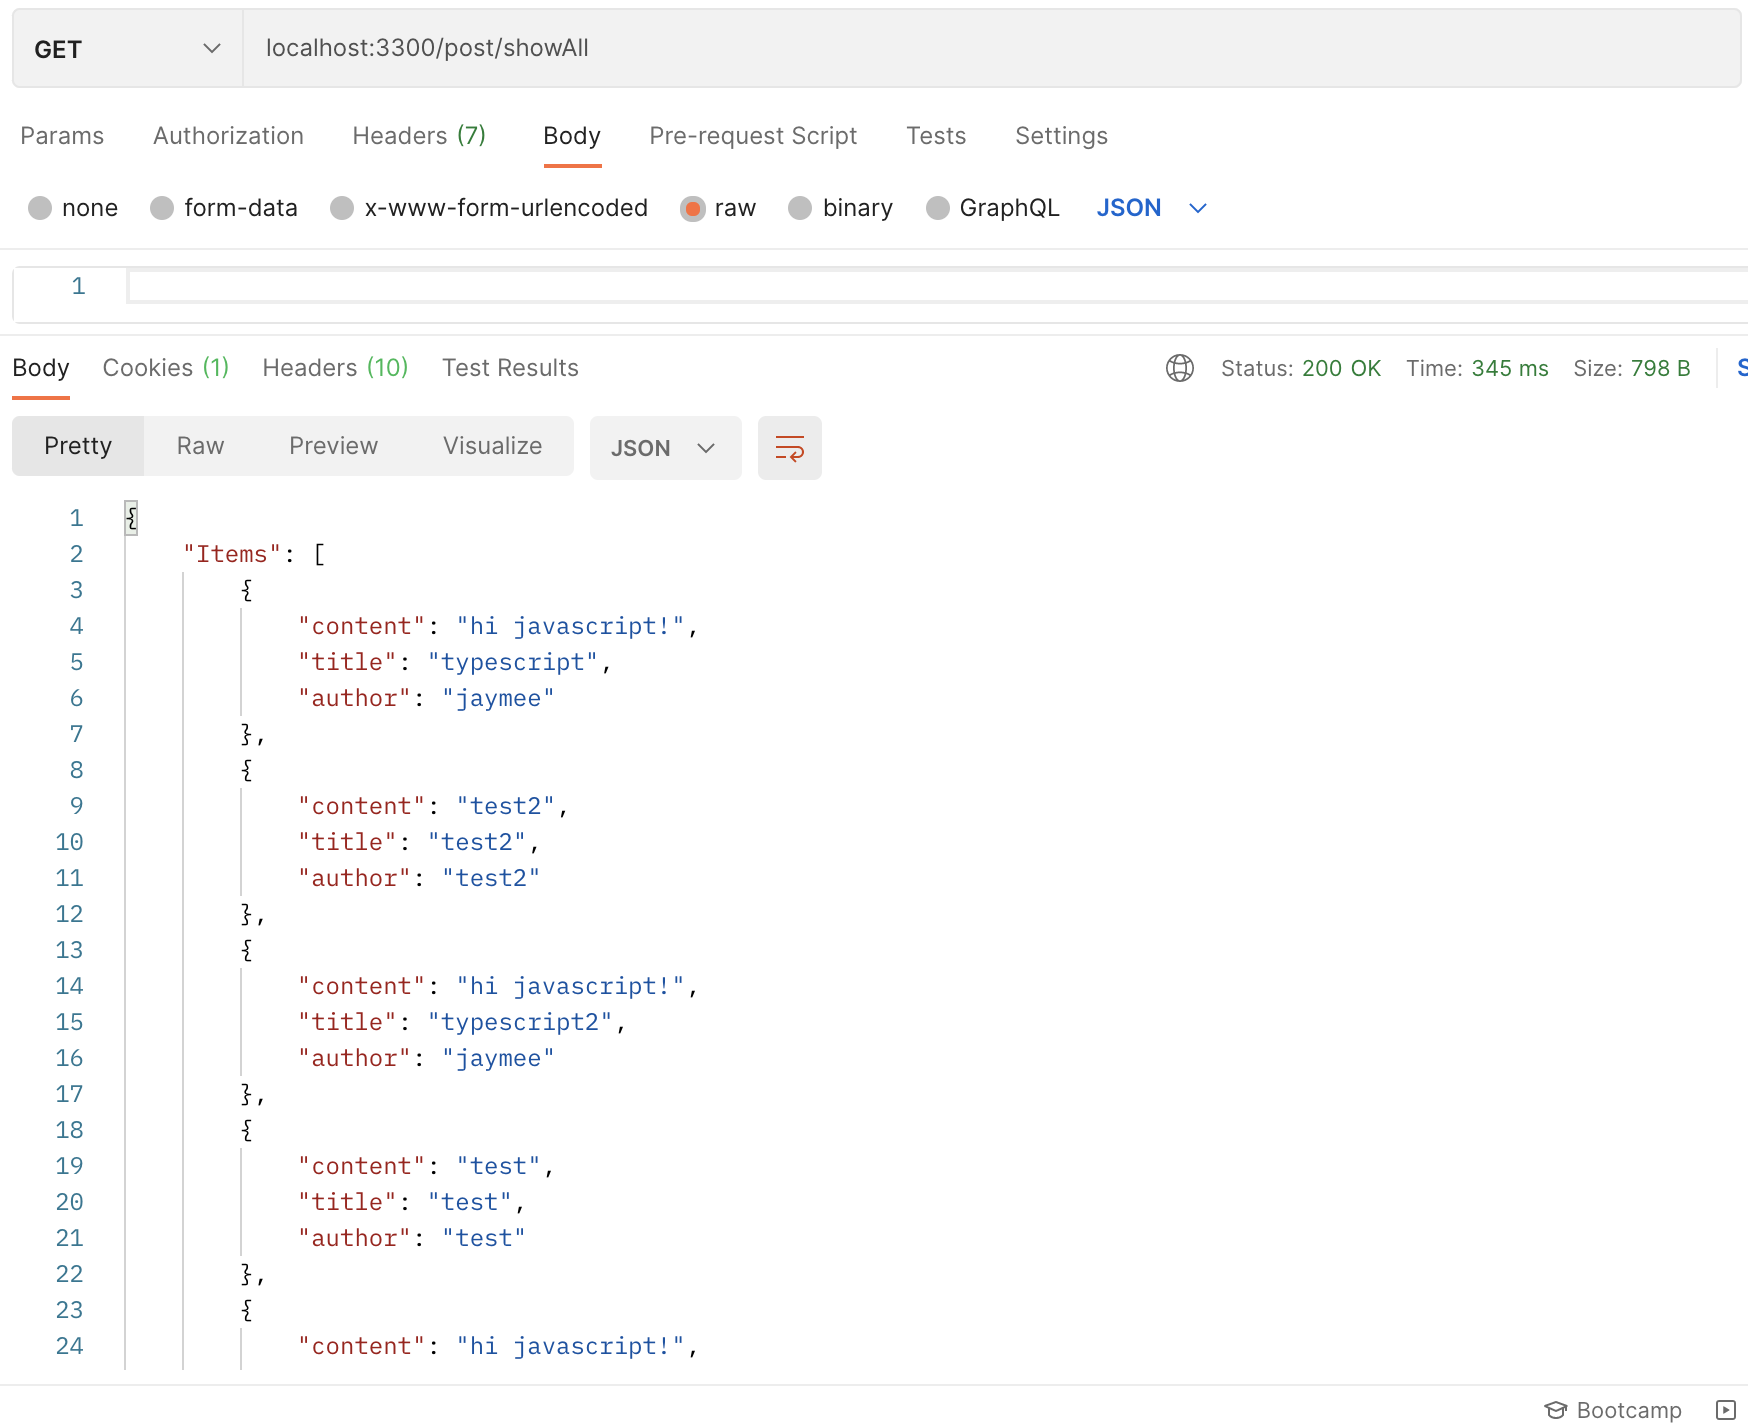 GET localhost:3300/post/showAll
Params Authorization Headers (7) Body Pre-request Script Tests Settings
none form-data x-www-form-urlencoded raw binary GraphQL JSON
1
Body Cookies (1) Headers (10) Test Results Status: 200 OK Time: 345 ms Size: 798 B S
Pretty Raw Preview Visualize JSON
1 {
2 "Items": [
3 {
4 "content": "hi javascript!",
5 "title": "typescript",
6 "author": "jaymee"
7 },
8 {
9 "content": "test2",
10 "title": "test2",
11 "author": "test2"
12 },
13 {
14 "content": "hi javascript!",
15 "title": "typescript2",
16 "author": "jaymee"
17 },
18 {
19 "content": "test",
20 "title": "test",
21 "author": "test"
22 },
23 {
24 "content": "hi javascript!",
Bootcamp